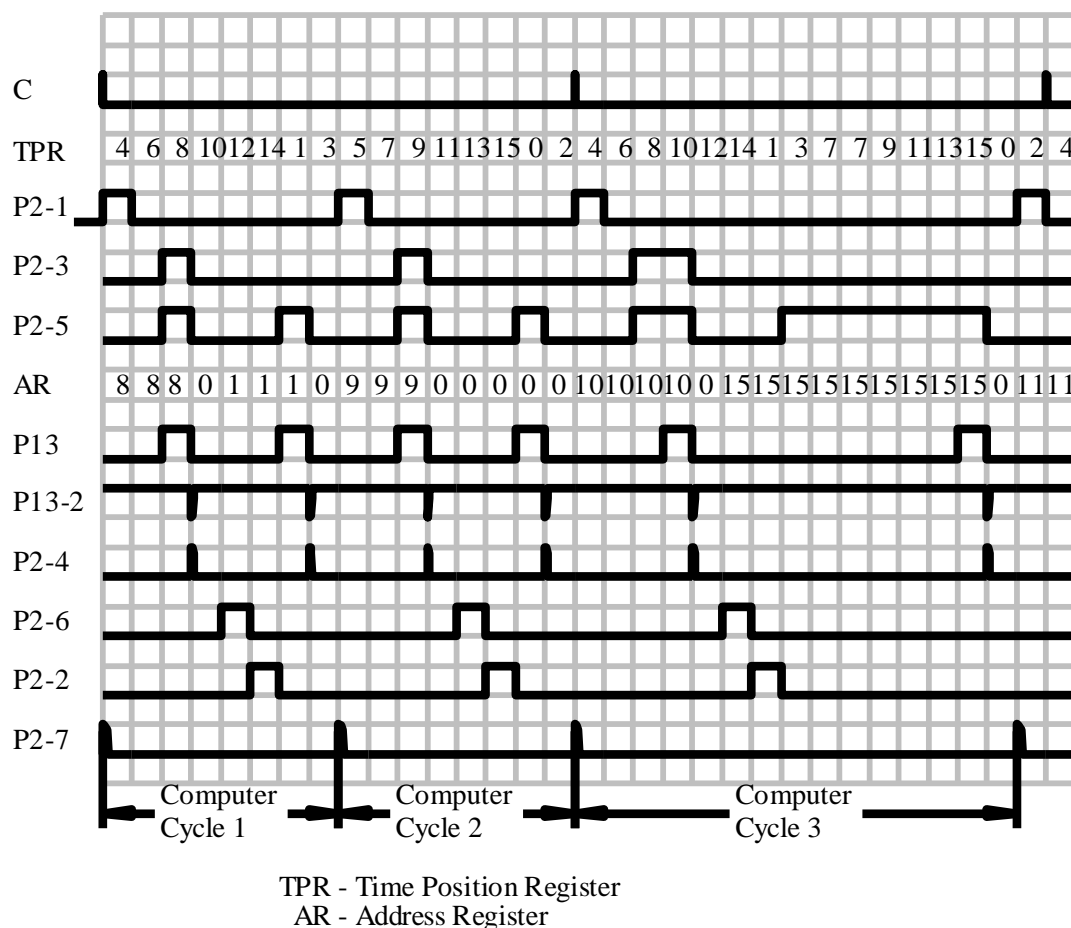 C
TPR 4 6 8 10 12 14 1 3 5 7 9 11 13 15 0 2 4 6 8 10 12 14 1 3 7 7 9 11 13 15 0 2 4
P2-1
P2-3
P2-5
AR 8 8 8 0 1 1 1 0 9 9 9 0 0 0 0 0 10 10 10 10 0 15 15 15 15 15 15 15 15 15 0 11 11
P13
P13-2
P2-4
P2-6
P2-2
P2-7
Computer Computer Computer
Cycle 1 Cycle 2 Cycle 3
TPR - Time Position Register
AR - Address Register